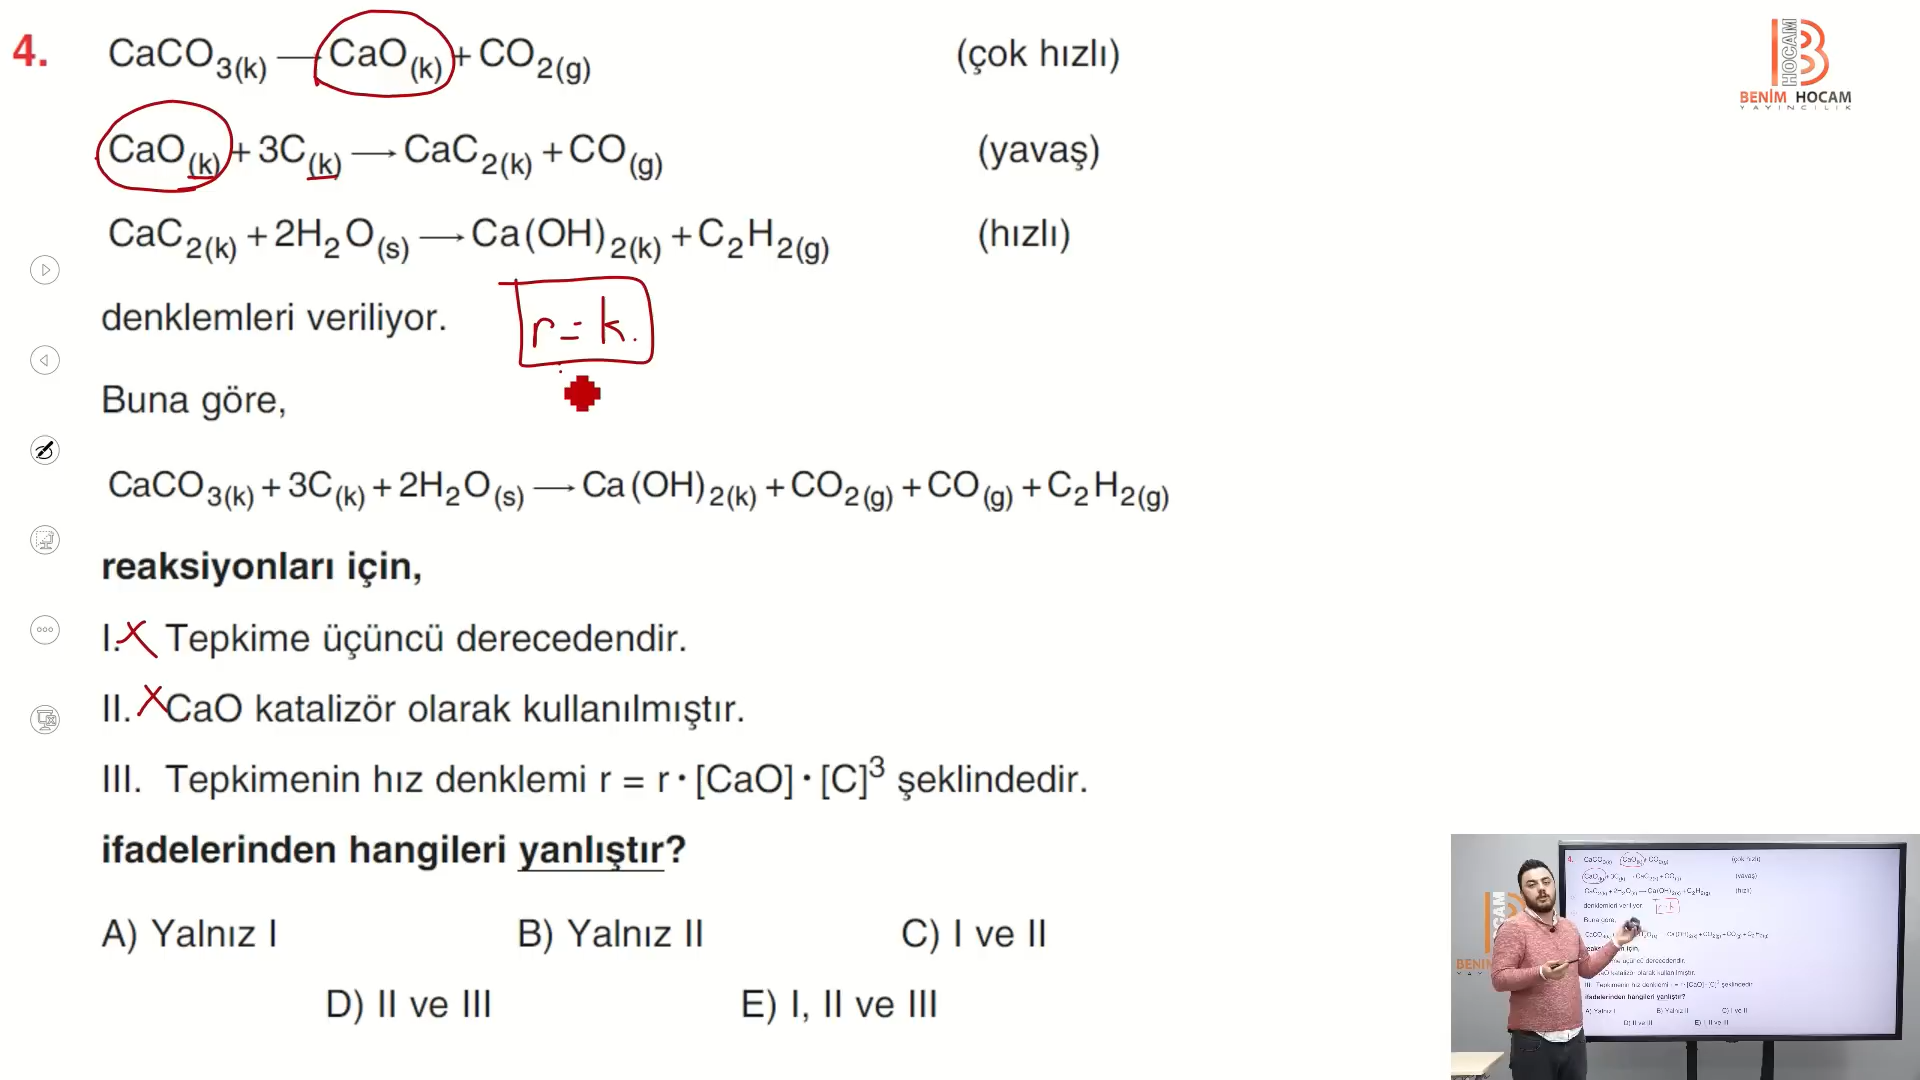 4. CaCO3(k) → CaO(k) + CO2(g) (çok hızlı)
CaO(k) + 3C(k) → CaC2(k) + CO(g) (yavaş)
CaC2(k) + 2H2O(s) → Ca(OH)2(k) + C2H2(g) (hızlı)
denklemleri veriliyor.
r = k.
Buna göre,
CaCO3(k) + 3C(k) + 2H2O(s) → Ca(OH)2(k) + CO2(g) + CO(g) + C2H2(g)
reaksiyonları için,
I. Tepkime üçüncü derecedendir.
II. CaO katalizör olarak kullanılmıştır.
III. Tepkimenin hız denklemi r = r · [CaO] · [C]³ şeklindedir.
ifadelerinden hangileri yanlıştır?
A) Yalnız I B) Yalnız II C) I ve II
D) II ve III E) I, II ve III
HOCAM
BENİM HOCAM
YAYINCILIK